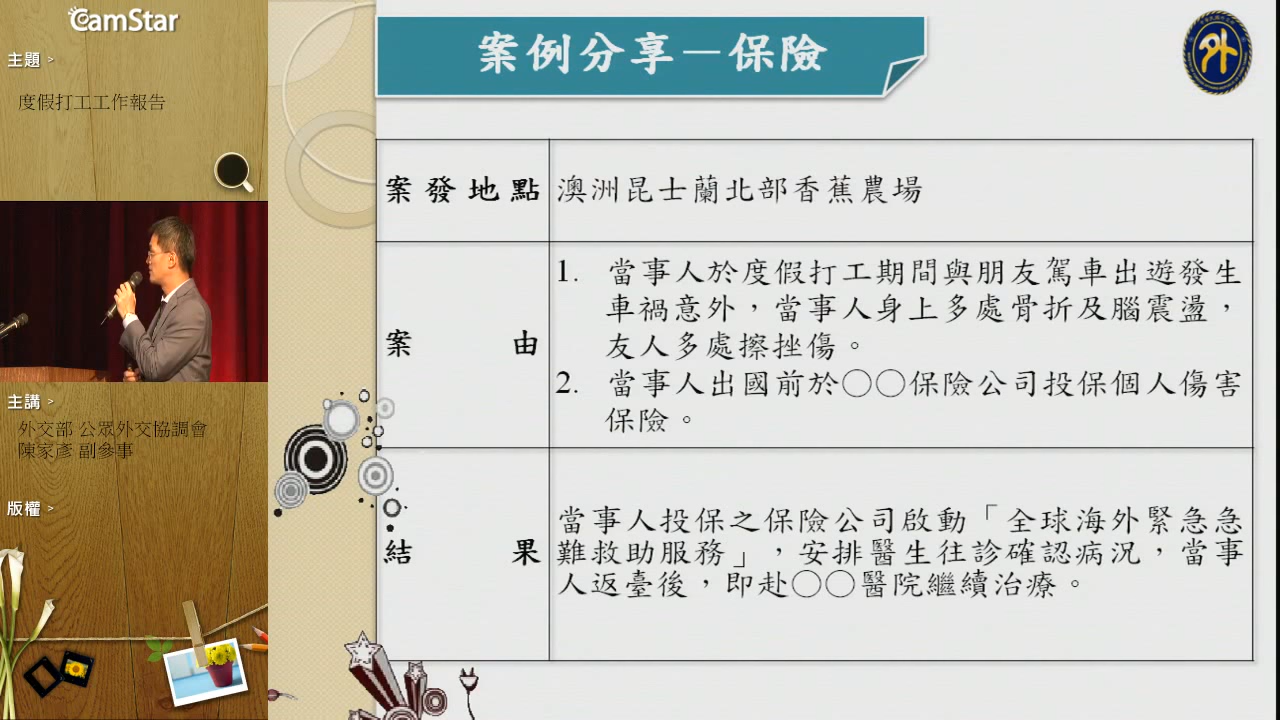 CamStar
主題 >
度假打工工作報告
主講 >
外交部 公眾外交協調會
陳家彥 副參事
版權 >
案例分享－保險
外
案發地點
澳洲昆士蘭北部香蕉農場
案由
1. 當事人於度假打工期間與朋友駕車出遊發生
車禍意外，當事人身上多處骨折及腦震盪，
友人多處擦挫傷。
2. 當事人出國前於○○保險公司投保個人傷害
保險。
結果
當事人投保之保險公司啟動「全球海外緊急急
難救助服務」，安排醫生往診確認病況，當事
人返臺後，即赴○○醫院繼續治療。